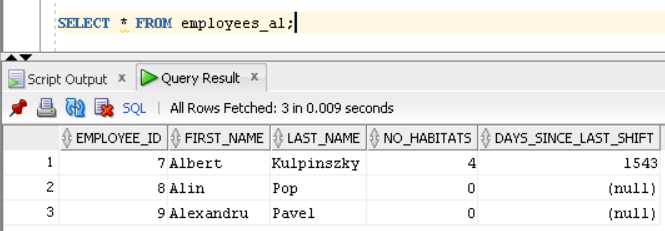 SELECT * FROM employees_al;
Script Output x Query Result x
SQL | All Rows Fetched: 3 in 0.009 seconds
EMPLOYEE_ID FIRST_NAME LAST_NAME NO_HABITATS DAYS_SINCE_LAST_SHIFT
1 7 Albert Kulpinszky 4 1543
2 8 Alin Pop 0 (null)
3 9 Alexandru Pavel 0 (null)